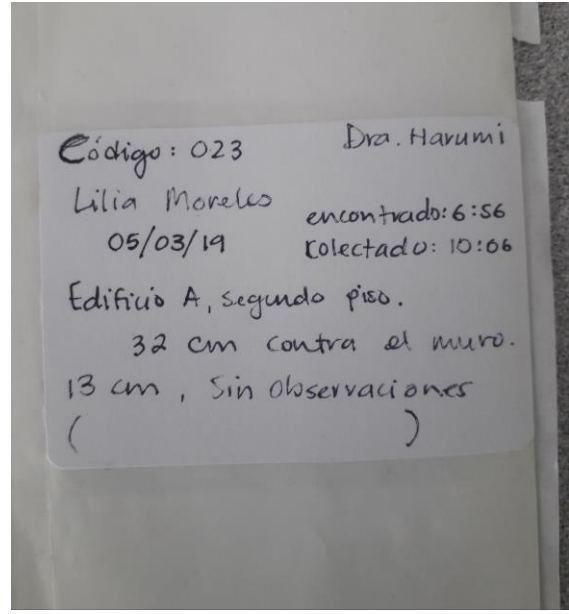 Código: 023 Dra. Harumi
Lilia Morelos
encontrado: 6:56
05/03/19
colectado: 10:06
Edificio A, segundo piso.
32 cm contra el muro.
13 cm, Sin Observaciones
( )